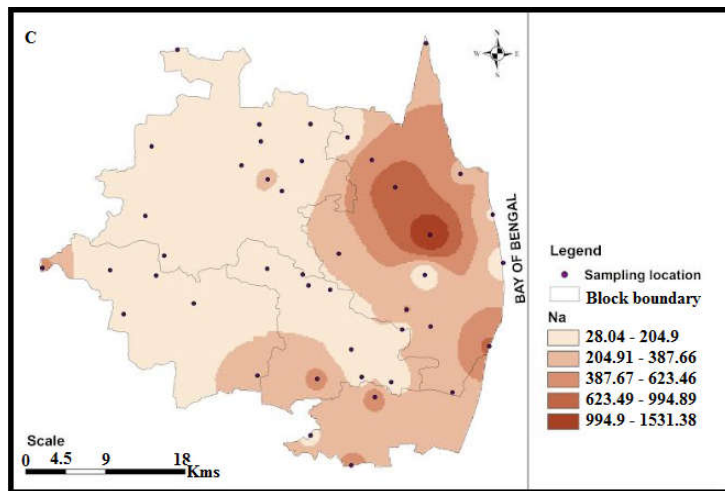 C
N
W E
S
BAY OF BENGAL
Legend
Sampling location
Block boundary
Na
28.04 - 204.9
204.91 - 387.66
387.67 - 623.46
623.49 - 994.89
994.9 - 1531.38
Scale
0 4.5 9 18 Kms